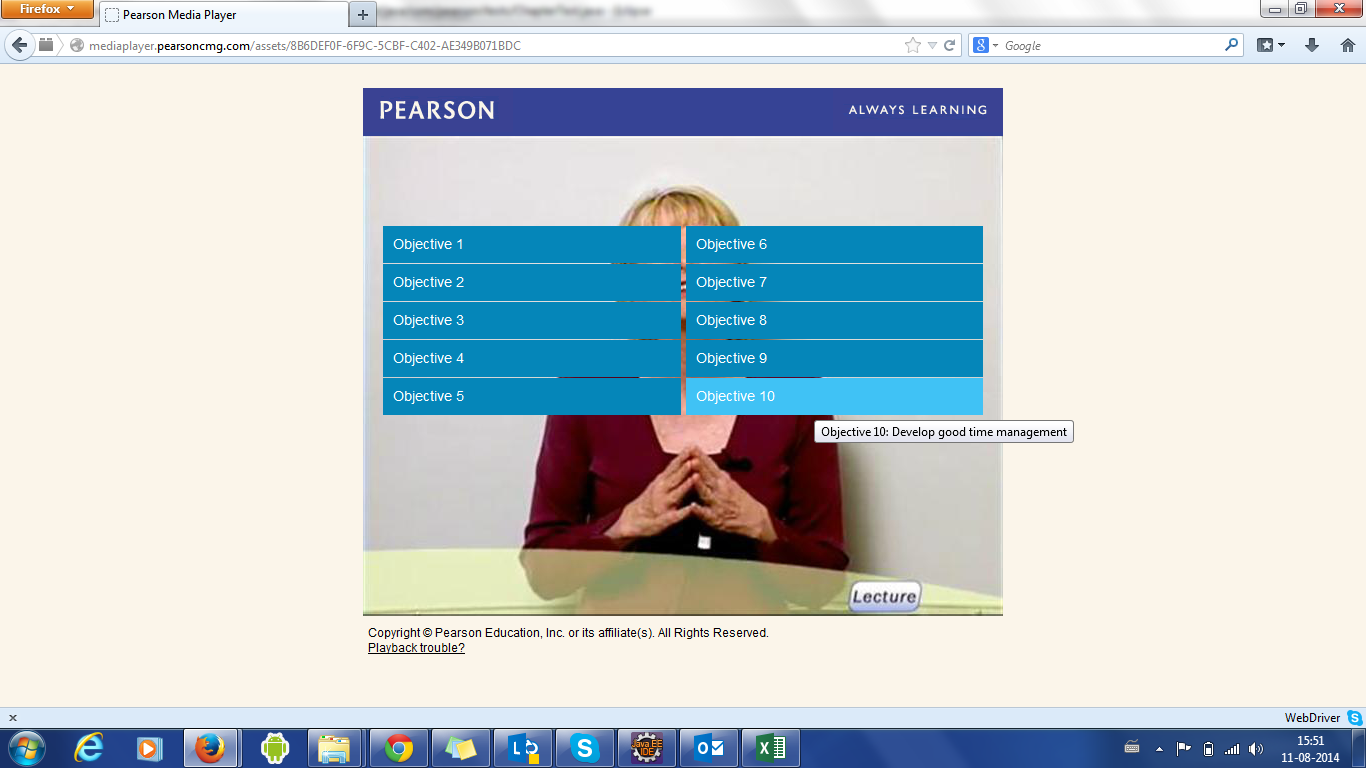 Firefox
Pearson Media Player
mediaplayer.pearsoncmg.com/assets/8B6DEF0F-6F9C-5CBF-C402-AE349B071BDC
Google
PEARSON
ALWAYS LEARNING
Objective 1
Objective 6
Objective 2
Objective 7
Objective 3
Objective 8
Objective 4
Objective 9
Objective 5
Objective 10
Objective 10: Develop good time management
Lecture
Copyright © Pearson Education, Inc. or its affiliate(s). All Rights Reserved.
Playback trouble?
WebDriver
Java EE
IDE
15:51
11-08-2014